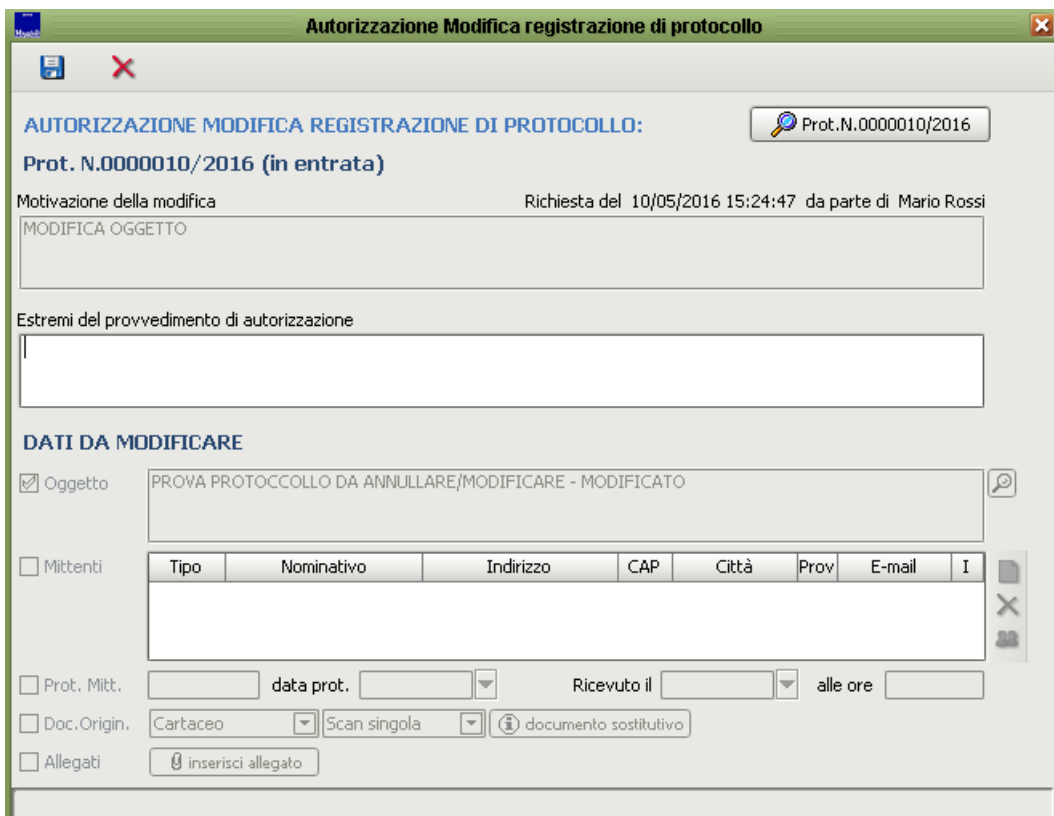 Autorizzazione Modifica registrazione di protocollo
AUTORIZZAZIONE MODIFICA REGISTRAZIONE DI PROTOCOLLO:
Prot.N.0000010/2016
Prot. N.0000010/2016 (in entrata)
Motivazione della modifica
Richiesta del 10/05/2016 15:24:47 da parte di Mario Rossi
MODIFICA OGGETTO
Estremi del provvedimento di autorizzazione
DATI DA MODIFICARE
Oggetto
PROVA PROTOCCOLLO DA ANNULLARE/MODIFICARE - MODIFICATO
Mittenti
Tipo Nominativo Indirizzo CAP Città Prov E-mail I
Prot. Mitt. data prot. Ricevuto il alle ore
Doc.Origin. Cartaceo Scan singola documento sostitutivo
Allegati inserisci allegato